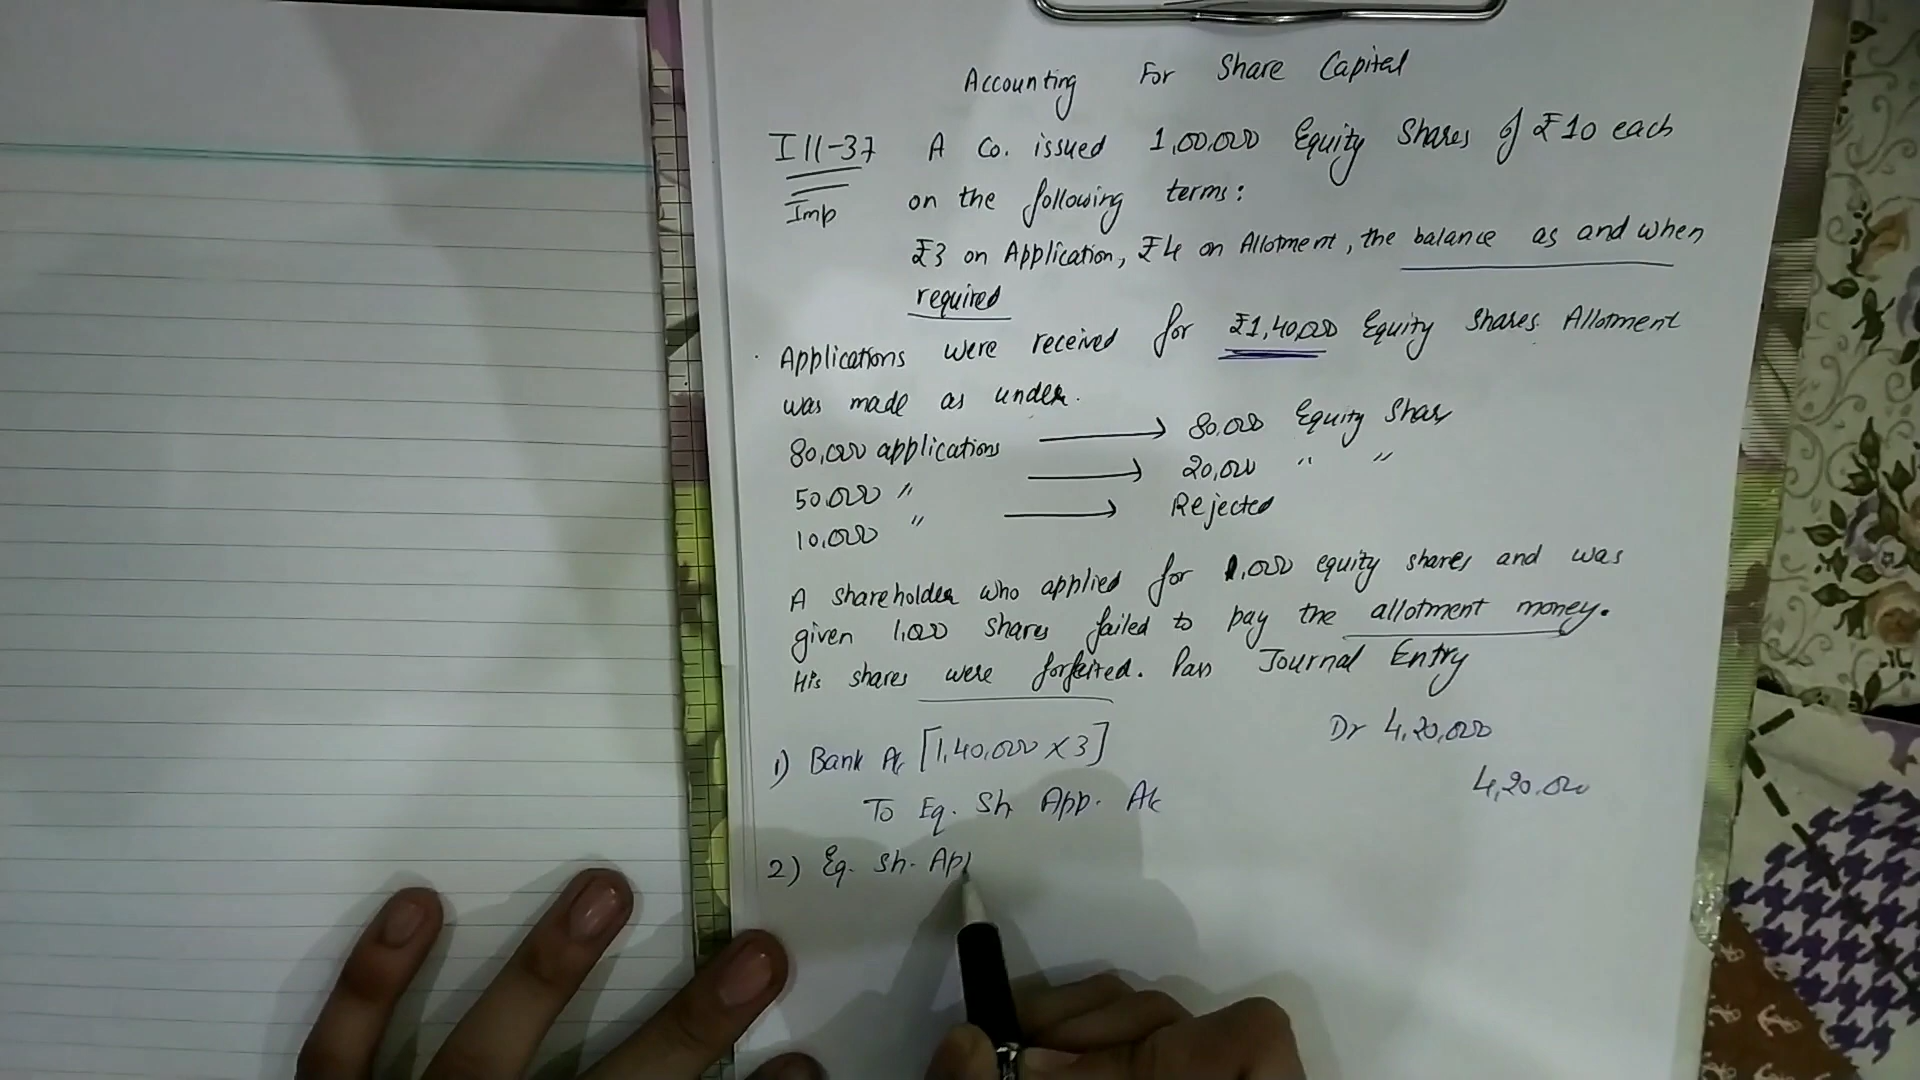 Accounting For Share Capital
Ill-37 A Co. issued 1,00,000 Equity Shares of ₹10 each
Imp on the following terms:
₹3 on Application, ₹4 on Allotment, the balance as and when
required
Applications were received for ₹1,40,000 Equity Shares. Allotment
was made as under.
80,000 applications → 80,000 Equity Shares
50,000 " → 20,000 " "
10,000 " → Rejected
A shareholder who applied for 1,000 equity shares and was
given 1,000 shares failed to pay the allotment money.
His shares were forfeited. Pass Journal Entry
1) Bank A/c [1,40,000 × 3] Dr 4,20,000
To Eq. Sh App. A/c 4,20,000
2) Eq. Sh. App